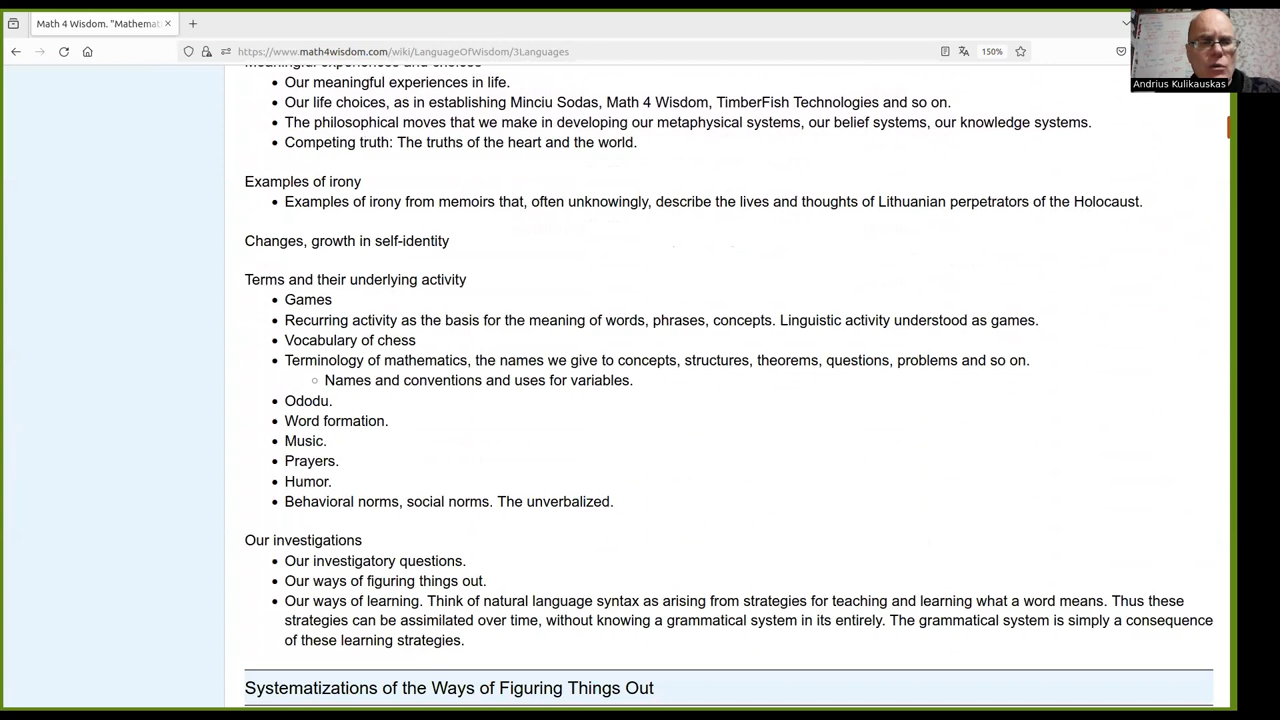 Math 4 Wisdom. "Mathemat
https://www.math4wisdom.com/wiki/LanguageOfWisdom/3Languages
150%
Andrius Kulikauskas
Meaningful experiences and choices
Our meaningful experiences in life.
Our life choices, as in establishing Minciu Sodas, Math 4 Wisdom, TimberFish Technologies and so on.
The philosophical moves that we make in developing our metaphysical systems, our belief systems, our knowledge systems.
Competing truth: The truths of the heart and the world.
Examples of irony
Examples of irony from memoirs that, often unknowingly, describe the lives and thoughts of Lithuanian perpetrators of the Holocaust.
Changes, growth in self-identity
Terms and their underlying activity
Games
Recurring activity as the basis for the meaning of words, phrases, concepts. Linguistic activity understood as games.
Vocabulary of chess
Terminology of mathematics, the names we give to concepts, structures, theorems, questions, problems and so on.
Names and conventions and uses for variables.
Ododu.
Word formation.
Music.
Prayers.
Humor.
Behavioral norms, social norms. The unverbalized.
Our investigations
Our investigatory questions.
Our ways of figuring things out.
Our ways of learning. Think of natural language syntax as arising from strategies for teaching and learning what a word means. Thus these
strategies can be assimilated over time, without knowing a grammatical system in its entirely. The grammatical system is simply a consequence
of these learning strategies.
Systematizations of the Ways of Figuring Things Out